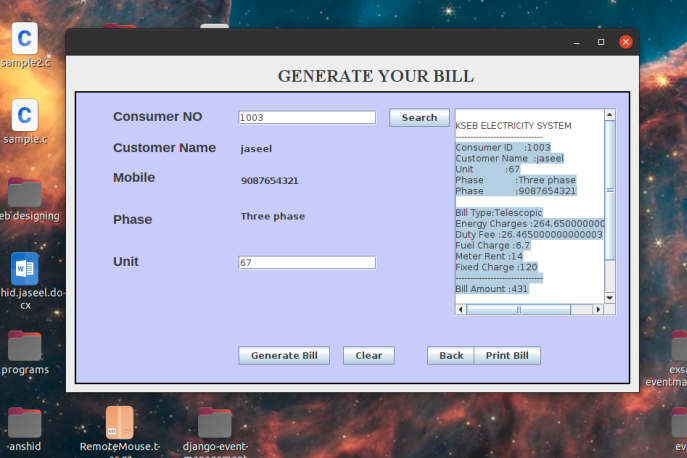 sample2.c
sample.c
eb designing
hid.jaseel.do-
cx
programs
anshid
RemoteMouse.t-
django-event-
GENERATE YOUR BILL
Consumer NO
1003
Search
Customer Name
jaseel
Mobile
9087654321
Phase
Three phase
Unit
67
KSEB ELECTRICITY SYSTEM
-----------------------------
Consumer ID :1003
Customer Name :jaseel
Unit :67
Phase :Three phase
Phase :9087654321
Bill Type:Telescopic
Energy Charges :264.650000000
Duty Fee :26.465000000000003
Fuel Charge :6.7
Meter Rent :14
Fixed Charge :120
-----------------------------
Bill Amount :431
Generate Bill
Clear
Back
Print Bill
exsa
eventma